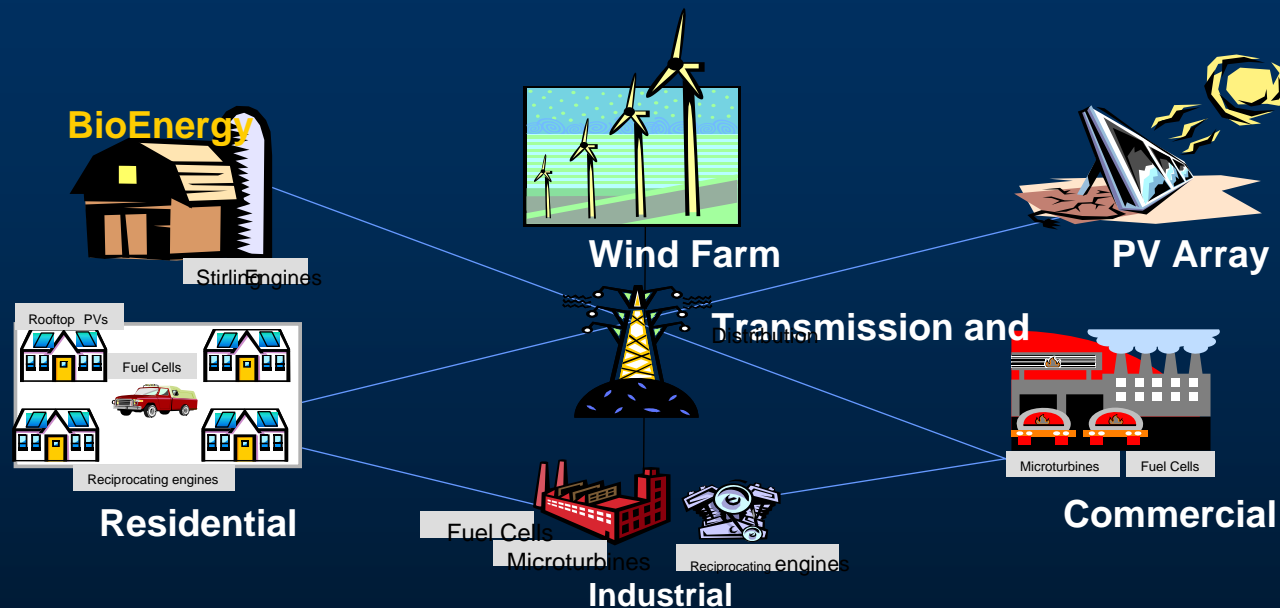 BioEnergy
Stirling Engines
Wind Farm
PV Array
Transmission and
Distribution
Rooftop PVs
Fuel Cells
Reciprocating engines
Residential
Microturbines
Fuel Cells
Commercial
Fuel Cells
Microturbines
Reciprocating engines
Industrial